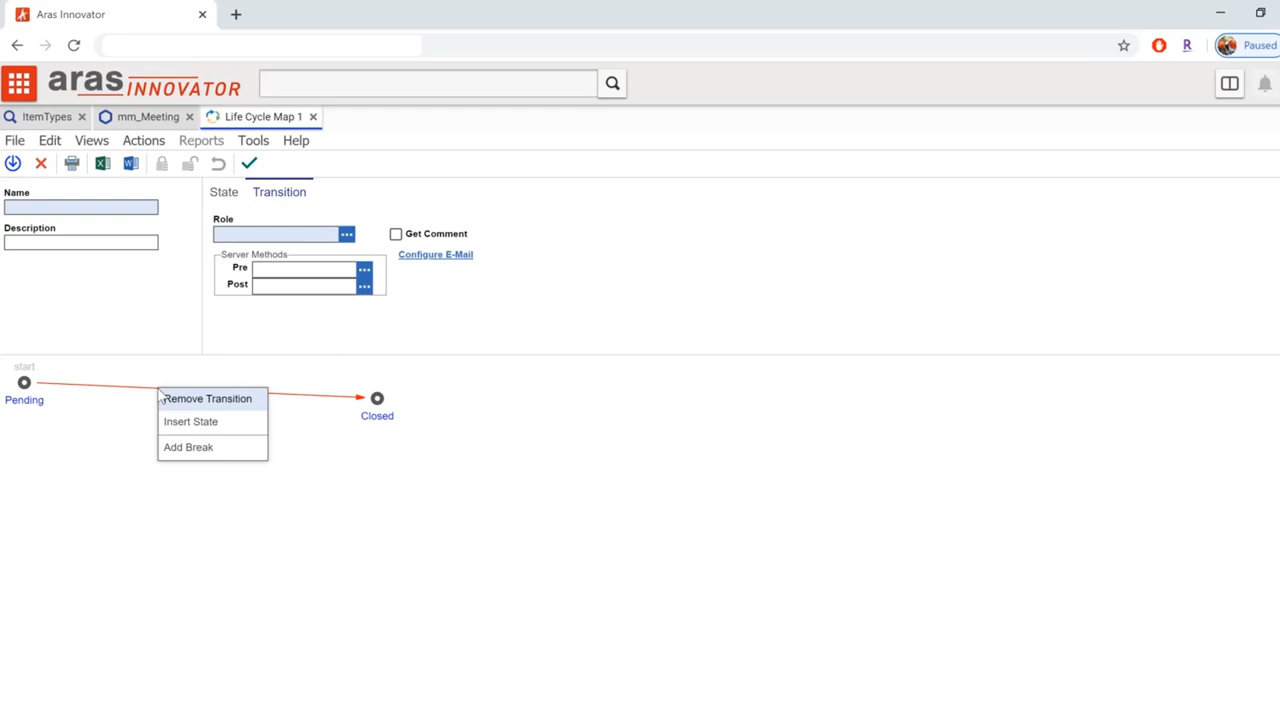 Aras Innovator
Paused
aras INNOVATOR
ItemTypes mm_Meeting Life Cycle Map 1
File Edit Views Actions Reports Tools Help
Name
Description
State Transition
Role
Get Comment
Server Methods
Configure E-Mail
Pre
Post
start
Pending
Remove Transition
Insert State
Add Break
Closed